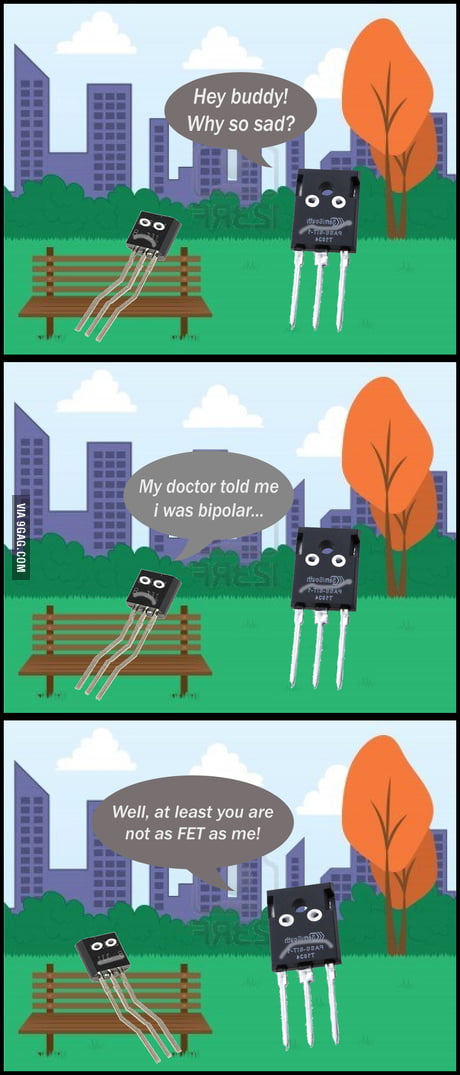 Hey buddy!
Why so sad?
My doctor told me
i was bipolar...
VIA 9GAG.COM
Well, at least you are
not as FET as me!